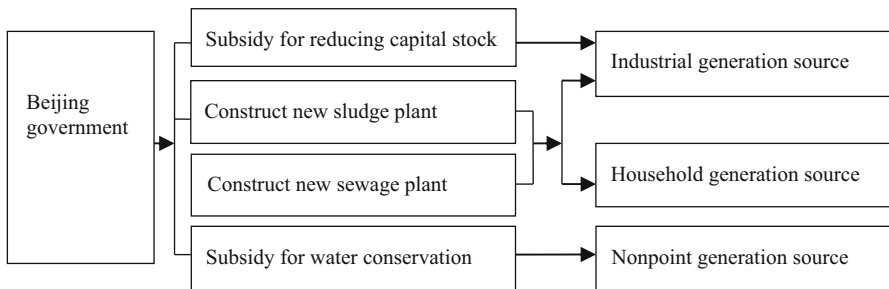 Beijing
government
Subsidy for reducing capital stock
Construct new sludge plant
Construct new sewage plant
Subsidy for water conservation
Industrial generation source
Household generation source
Nonpoint generation source